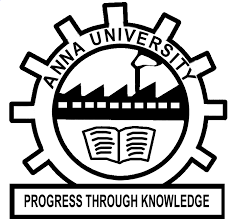 ANNA UNIVERSITY
PROGRESS THROUGH KNOWLEDGE